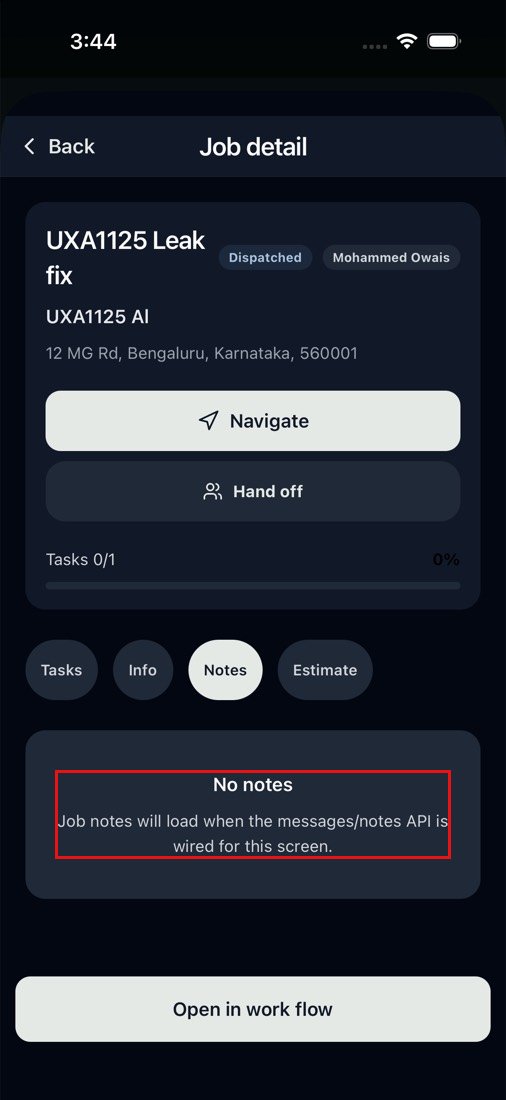 3:44
Back
Job detail
UXA1125 Leak
fix
Dispatched
Mohammed Owais
UXA1125 Al
12 MG Rd, Bengaluru, Karnataka, 560001
Navigate
Hand off
Tasks 0/1
0%
Tasks
Info
Notes
Estimate
No notes
Job notes will load when the messages/notes API is
wired for this screen.
Open in work flow